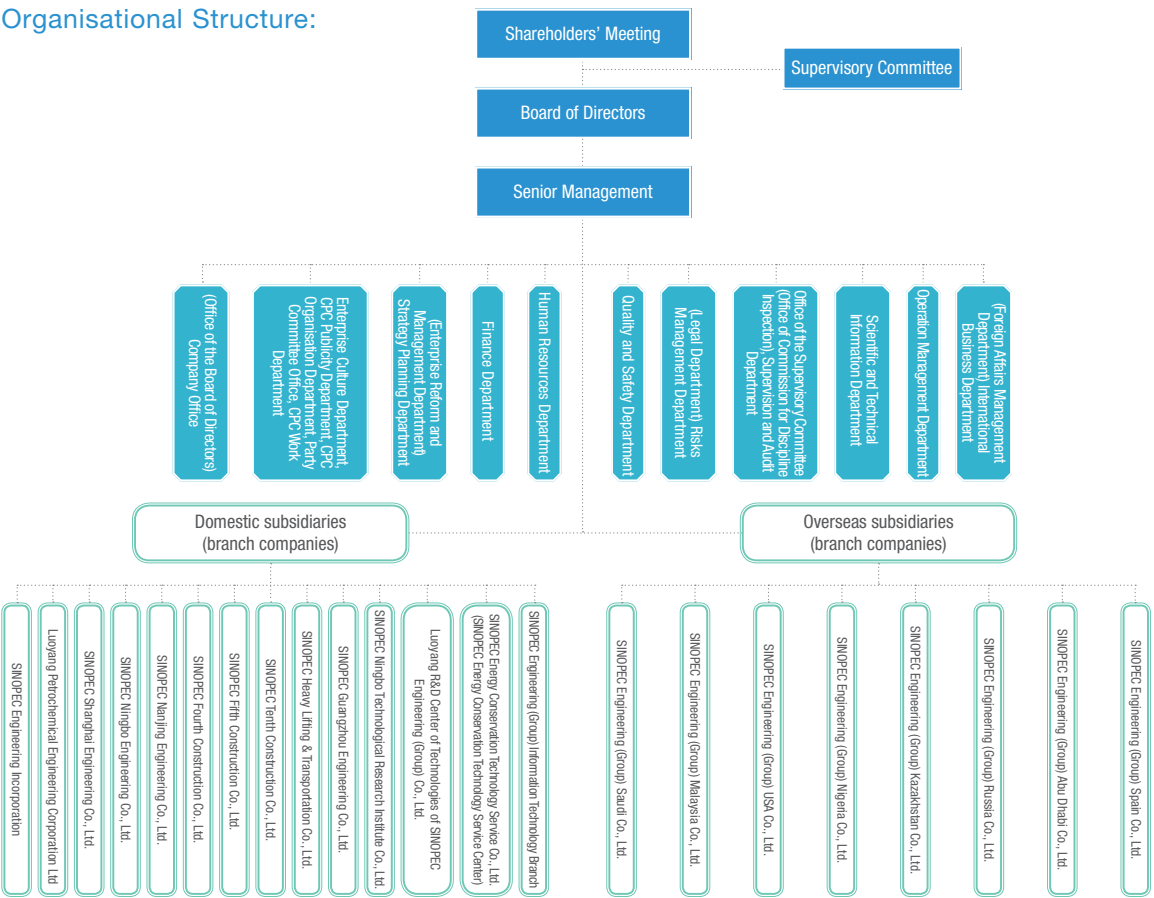 Organisational Structure:
Shareholders’ Meeting
Supervisory Committee
Board of Directors
Senior Management
(Office of the Board of Directors)
Company Office
Enterprise Culture Department,
CPC Publicity Department, CPC
Organisation Department, Party
Committee Office, CPC Work
Department
(Enterprise Reform and
Management Department)
Strategy Planning Department
Finance Department
Human Resources Department
Quality and Safety Department
(Legal Department) Risks
Management Department
Office of the Supervisory Committee
(Office of Commission for Discipline
Inspection), Supervision and Audit
Department
Scientific and Technical
Information Department
Operation Management Department
(Foreign Affairs Management
Department) International
Business Department
Domestic subsidiaries
(branch companies)
Overseas subsidiaries
(branch companies)
SINOPEC Engineering Incorporation
Luoyang Petrochemical Engineering Corporation Ltd
SINOPEC Shanghai Engineering Co., Ltd.
SINOPEC Ningbo Engineering Co., Ltd.
SINOPEC Nanjing Engineering Co., Ltd.
SINOPEC Fourth Construction Co., Ltd.
SINOPEC Fifth Construction Co., Ltd.
SINOPEC Tenth Construction Co., Ltd.
SINOPEC Heavy Lifting & Transportation Co., Ltd.
SINOPEC Guangzhou Engineering Co., Ltd.
SINOPEC Ningbo Technological Research Institute Co., Ltd.
Luoyang R&D Center of Technologies of SINOPEC
Engineering (Group) Co., Ltd.
SINOPEC Energy Conservation Technology Service Co., Ltd.
(SINOPEC Energy Conservation Technology Service Center)
SINOPEC Engineering (Group) Information Technology Branch
SINOPEC Engineering (Group) Saudi Co., Ltd.
SINOPEC Engineering (Group) Malaysia Co., Ltd.
SINOPEC Engineering (Group) USA Co., Ltd.
SINOPEC Engineering (Group) Nigeria Co., Ltd.
SINOPEC Engineering (Group) Kazakhstan Co., Ltd.
SINOPEC Engineering (Group) Russia Co., Ltd.
SINOPEC Engineering (Group) Abu Dhabi Co., Ltd.
SINOPEC Engineering (Group) Spain Co., Ltd.